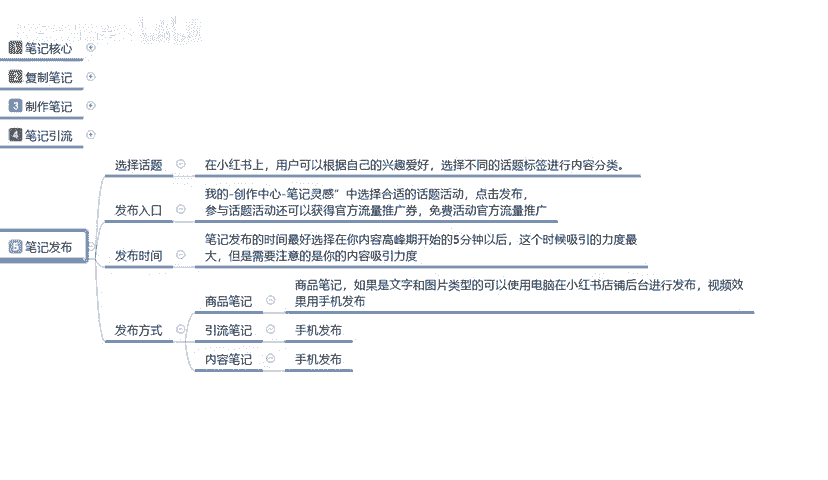 笔记核心
复制笔记
3 制作笔记
4 笔记引流
选择话题
在小红书上，用户可以根据自己的兴趣爱好，选择不同的话题标签进行内容分类。
发布入口
我的-创作中心-笔记灵感”中选择合适的话题活动，点击发布，
参与话题活动还可以获得官方流量推广券，免费活动官方流量推广
5 笔记发布
发布时间
笔记发布的时间最好选择在你内容高峰期开始的5分钟以后，这个时候吸引的力度最
大，但是需要注意的是你的内容吸引力度
发布方式
商品笔记
商品笔记，如果是文字和图片类型的可以使用电脑在小红书店铺后台进行发布，视频效
果用手机发布
引流笔记
手机发布
内容笔记
手机发布